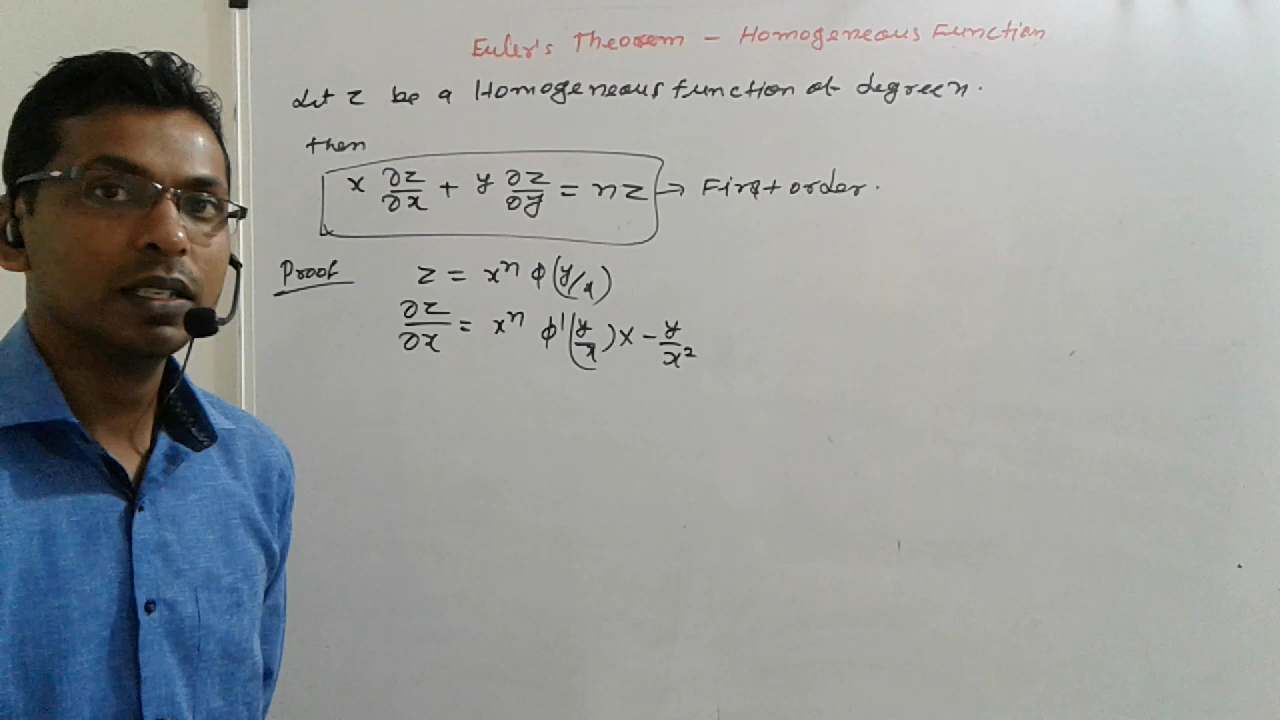 Euler's Theorem - Homogeneous Function
Let z be a Homogeneous function of degree n.
then
x ∂z/∂x + y ∂z/∂y = nz → First order.
Proof z = xⁿ ϕ(y/x)
∂z/∂x = xⁿ ϕ'(y/x) × -y/x²